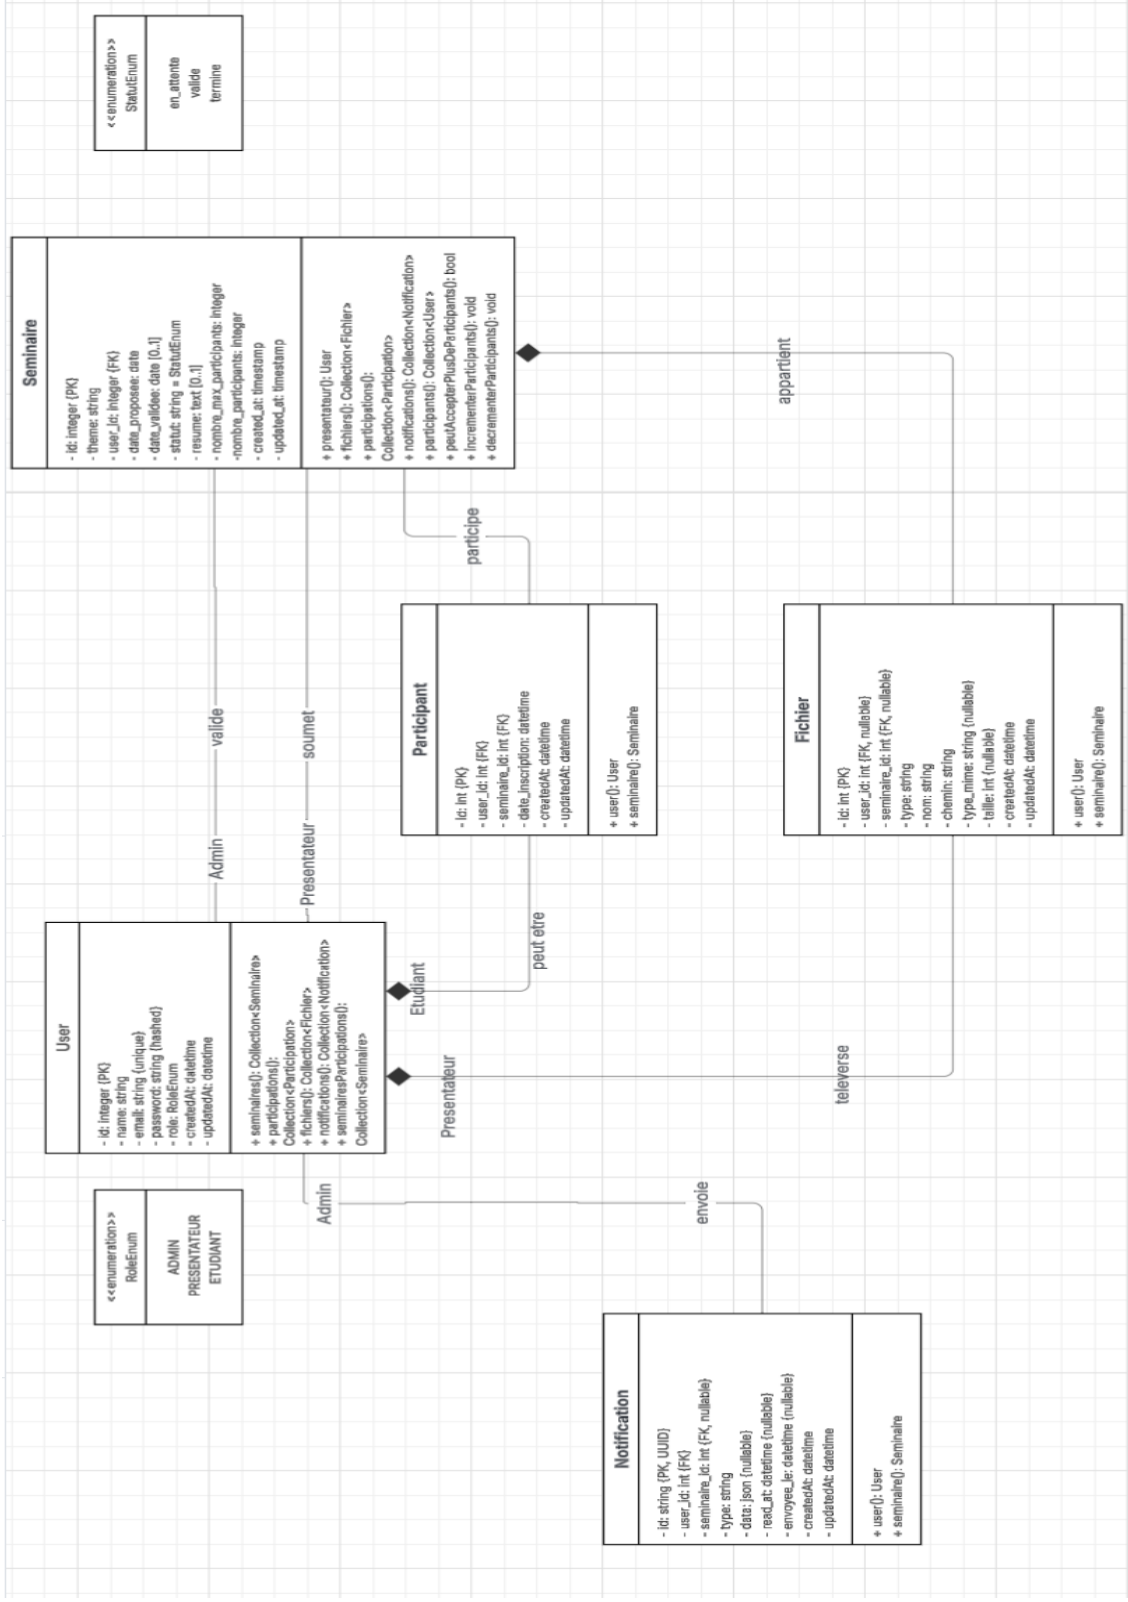 <<enumeration>>
RoleEnum
ADMIN
PRESENTATEUR
ETUDIANT
User
- id: integer {PK}
- name: string
- email: string {unique}
- password: string {hashed}
- role: RoleEnum
- createdAt: datetime
- updatedAt: datetime
+ seminaires(): Collection<Seminaire>
+ participations():
Collection<Participation>
+ fichiers(): Collection<Fichier>
+ notifications(): Collection<Notification>
+ seminairesParticipations():
Collection<Seminaire>
Admin
valide
Presentateur
soumet
Seminaire
- id: integer {PK}
- theme: string
- user_id: integer {FK}
- date_proposee: date
- date_validee: date [0..1]
- statut: string = StatutEnum
- resume: text [0..1]
- nombre_max_participants: integer
-nombre_participants: integer
- created_at: timestamp
- updated_at: timestamp
+ presentateur(): User
+ fichiers(): Collection<Fichier>
+ participations():
Collection<Participation>
+ notifications(): Collection<Notification>
+ participants(): Collection<User>
+ peutAccepterPlusDeParticipants(): bool
+ incrementerParticipants(): void
+ decrementerParticipants(): void
<<enumeration>>
StatutEnum
en_attente
valide
termine
Admin
envoie
Presentateur
televerse
Etudiant
peut etre
participe
appartient
Participant
- id: int {PK}
- user_id: int {FK}
- seminaire_id: int {FK}
- date_inscription: datetime
- createdAt: datetime
- updatedAt: datetime
+ user(): User
+ seminaire(): Seminaire
Notification
- id: string {PK, UUID}
- user_id: int {FK}
- seminaire_id: int {FK, nullable}
- type: string
- data: json {nullable}
- read_at: datetime {nullable}
- envoyee_le: datetime {nullable}
- createdAt: datetime
- updatedAt: datetime
+ user(): User
+ seminaire(): Seminaire
Fichier
- id: int {PK}
- user_id: int {FK, nullable}
- seminaire_id: int {FK, nullable}
- type: string
- nom: string
- chemin: string
- type_mime: string {nullable}
- taille: int {nullable}
- createdAt: datetime
- updatedAt: datetime
+ user(): User
+ seminaire(): Seminaire